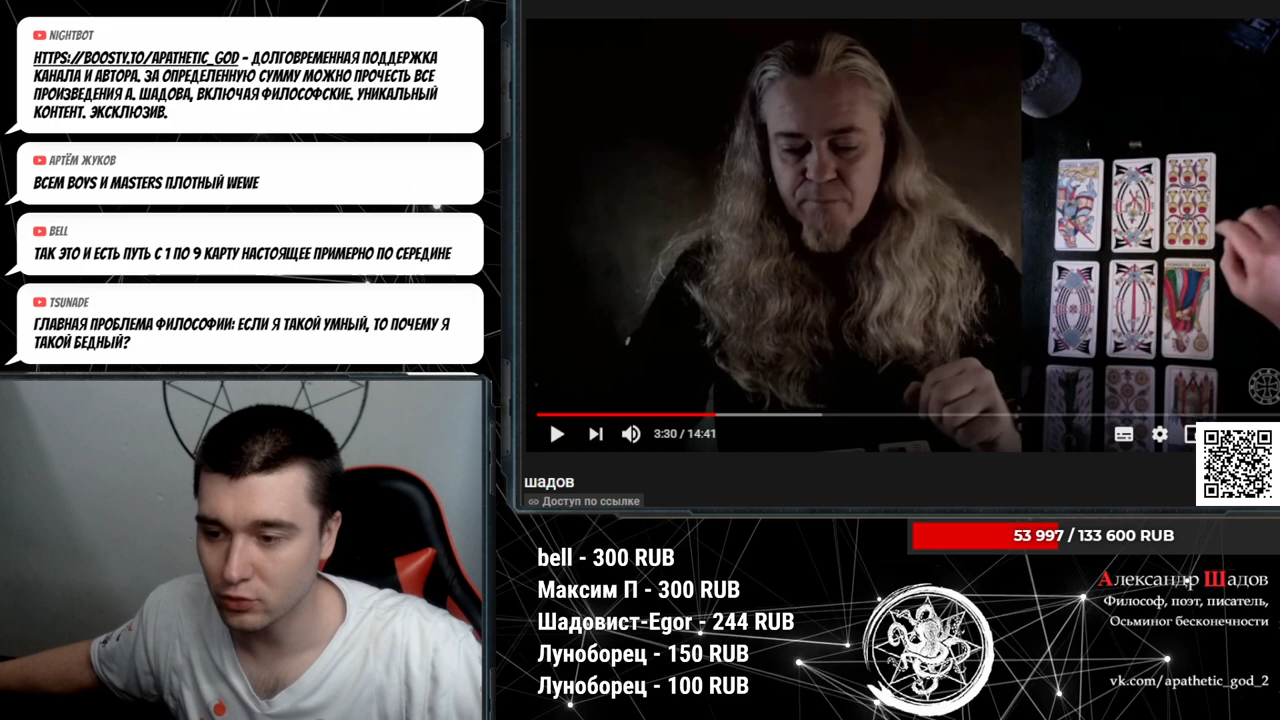 NIGHTBOT
HTTPS://BOOSTY.TO/APATHETIC_GOD - ДОЛГОВРЕМЕННАЯ ПОДДЕРЖКА
КАНАЛА И АВТОРА. ЗА ОПРЕДЕЛЕННУЮ СУММУ МОЖНО ПРОЧЕСТЬ ВСЕ
ПРОИЗВЕДЕНИЯ А. ШАДОВА, ВКЛЮЧАЯ ФИЛОСОФСКИЕ. УНИКАЛЬНЫЙ
КОНТЕНТ. ЭКСКЛЮЗИВ.
АРТЁМ ЖУКОВ
ВСЕМ BOYS И MASTERS ПЛОТНЫЙ WEWE
BELL
ТАК ЭТО И ЕСТЬ ПУТЬ С 1 ПО 9 КАРТУ НАСТОЯЩЕЕ ПРИМЕРНО ПО СЕРЕДИНЕ
TSUNADE
ГЛАВНАЯ ПРОБЛЕМА ФИЛОСОФИИ: ЕСЛИ Я ТАКОЙ УМНЫЙ, ТО ПОЧЕМУ Я
ТАКОЙ БЕДНЫЙ?
3:30 / 14:41
шадов
Доступ по ссылке
53 997 / 133 600 RUB
bell - 300 RUB
Максим П - 300 RUB
Шадовист-Egor - 244 RUB
Луноборец - 150 RUB
Луноборец - 100 RUB
Александр Шадов
Философ, поэт, писатель,
Осьминог бесконечности
vk.com/apathetic_god_2